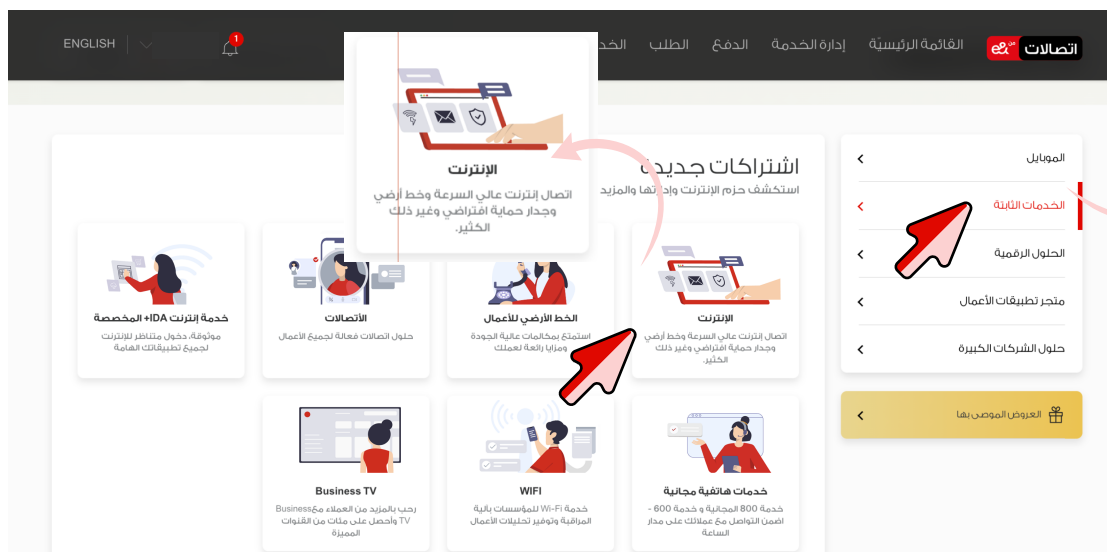 اتصالات من e&
القائمة الرئيسيّة
إدارة الخدمة
الدفع
الطلب
1
ENGLISH
الموبايل
الخدمات الثابتة
الحلول الرقمية
متجر تطبيقات الأعمال
حلول الشركات الكبيرة
العروض الموصى بها
اشتراكات جديدة
استكشف حزم الإنترنت وإدارتها والمزيد
الإنترنت
اتصال إنترنت عالي السرعة وخط أرضي
وجدار حماية افتراضي وغير ذلك
الكثير.
الإنترنت
اتصال إنترنت عالي السرعة وخط أرضي
وجدار حماية افتراضي وغير ذلك
الكثير.
الخط الأرضي للأعمال
استمتع بمكالمات عالية الجودة
ومزايا رائعة لعملك
الأتصالات
حلول اتصالات فعالة لجميع الأعمال
خدمة إنترنت IDA+ المخصصة
موثوقة، دخول متناظر للإنترنت
لجميع تطبيقاتك الهامة
خدمات هاتفية مجانية
خدمة 800 المجانية و خدمة 600 -
اضمن التواصل مع عملائك على مدار
الساعة
WIFI
خدمة Wi-Fi للمؤسسات بآلية
المراقبة وتوفير تحليلات الأعمال
Business TV
رحب بالمزيد من العملاء معBusiness
TV وأحصل على مئات من القنوات
المميزة